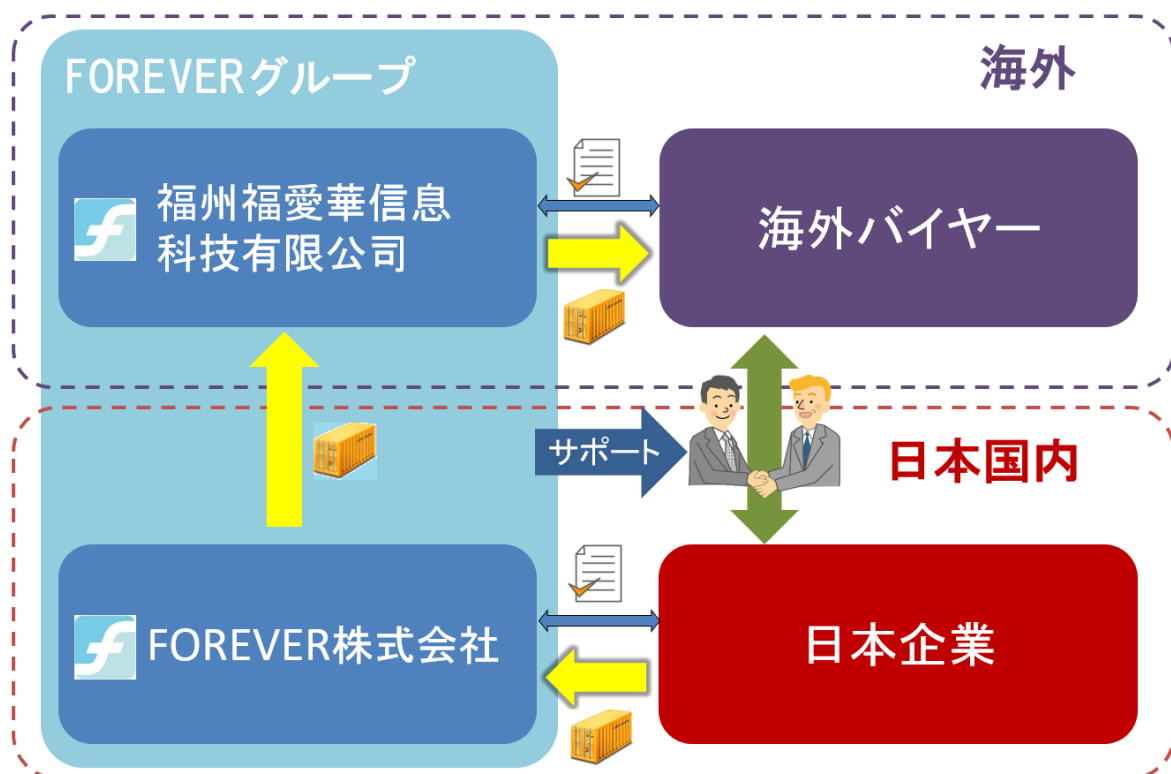 FOREVERグループ
海外
福州福愛華信息
科技有限公司
海外バイヤー
サポート
日本国内
FOREVER株式会社
日本企業